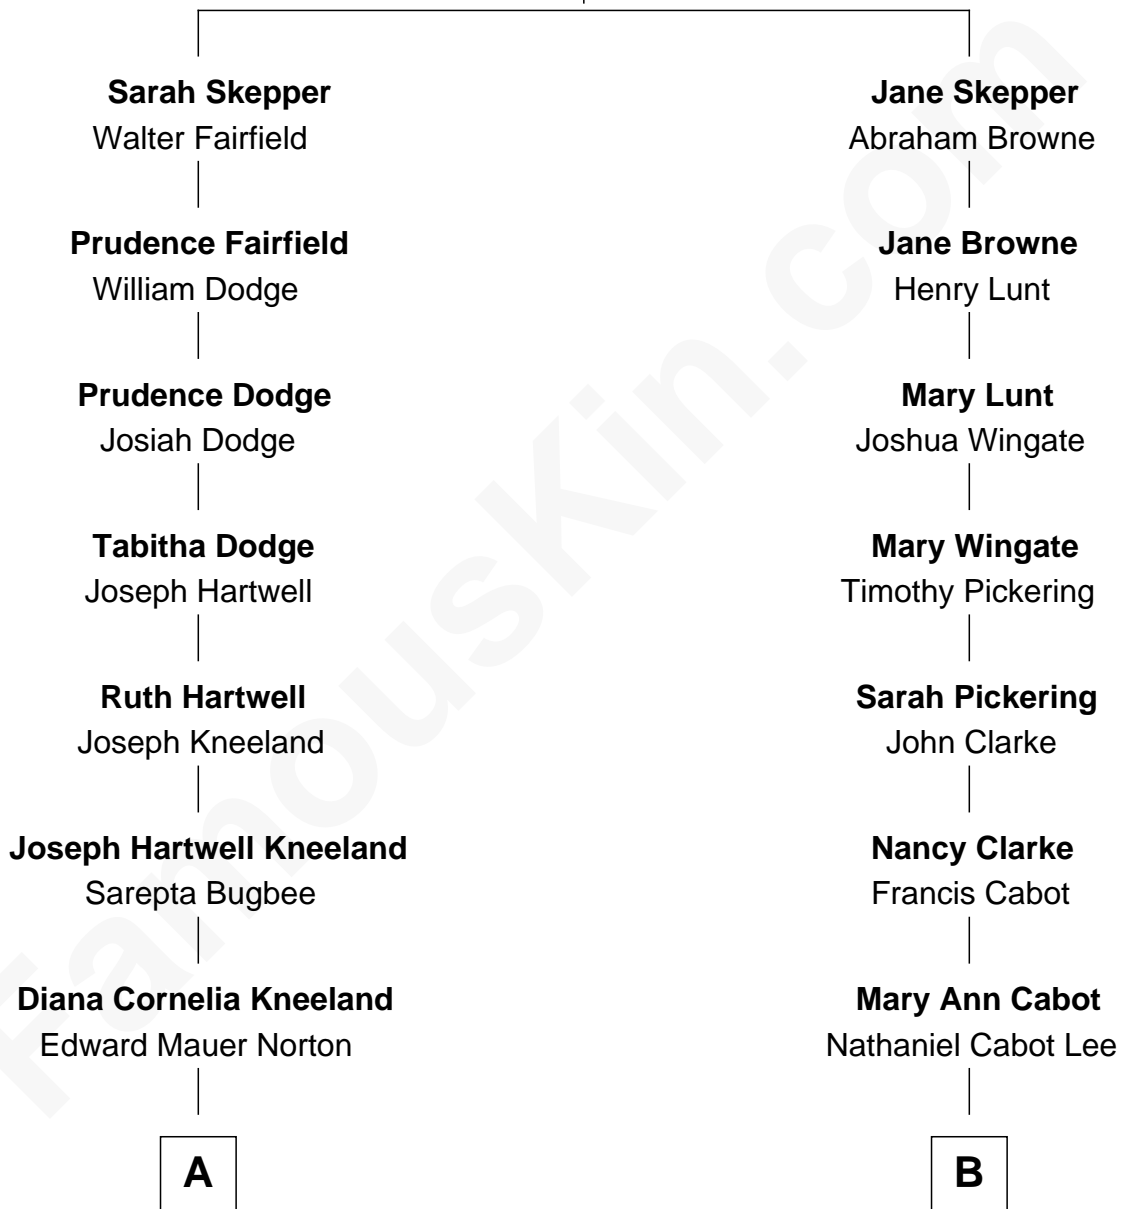 Sarah Skepper
Walter Fairfield
Prudence Fairfield
William Dodge
Prudence Dodge
Josiah Dodge
Tabitha Dodge
Joseph Hartwell
Ruth Hartwell
Joseph Kneeland
Joseph Hartwell Kneeland
Sarepta Bugbee
Diana Cornelia Kneeland
Edward Mauer Norton
A
Jane Skepper
Abraham Browne
Jane Browne
Henry Lunt
Mary Lunt
Joshua Wingate
Mary Wingate
Timothy Pickering
Sarah Pickering
John Clarke
Nancy Clarke
Francis Cabot
Mary Ann Cabot
Nathaniel Cabot Lee
B
FamousKin.com